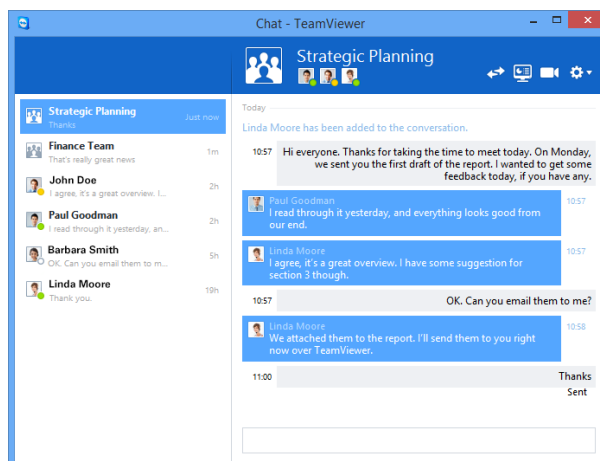 Chat - TeamViewer
Strategic Planning
Strategic Planning
Thanks
Just now
Finance Team
That's really great news
1m
John Doe
I agree, it's a great overview. I...
2h
Paul Goodman
I read through it yesterday, an...
2h
Barbara Smith
OK. Can you email them to m...
5h
Linda Moore
Thank you.
19h
Today
Linda Moore has been added to the conversation.
10:57
Hi everyone. Thanks for taking the time to meet today. On Monday,
we sent you the first draft of the report. I wanted to get some
feedback today, if you have any.
Paul Goodman
10:57
I read through it yesterday, and everything looks good from
our end.
Linda Moore
10:57
I agree, it's a great overview. I have some suggestion for
section 3 though.
10:57
OK. Can you email them to me?
Linda Moore
10:58
We attached them to the report. I'll send them to you right
now over TeamViewer.
11:00
Thanks
Sent